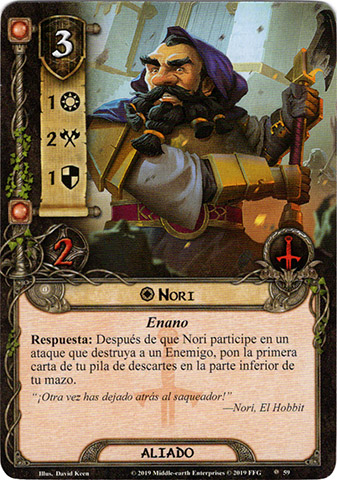 3
1
2
1
2
Nori
Enano
Respuesta: Después de que Nori participe en un
ataque que destruya a un Enemigo, pon la primera
carta de tu pila de descartes en la parte inferior de
tu mazo.
“¡Otra vez has dejado atrás al saqueador!”
—Nori, El Hobbit
ALIADO
Illus. David Keen
© 2019 Middle-earth Enterprises © 2019 FFG
59